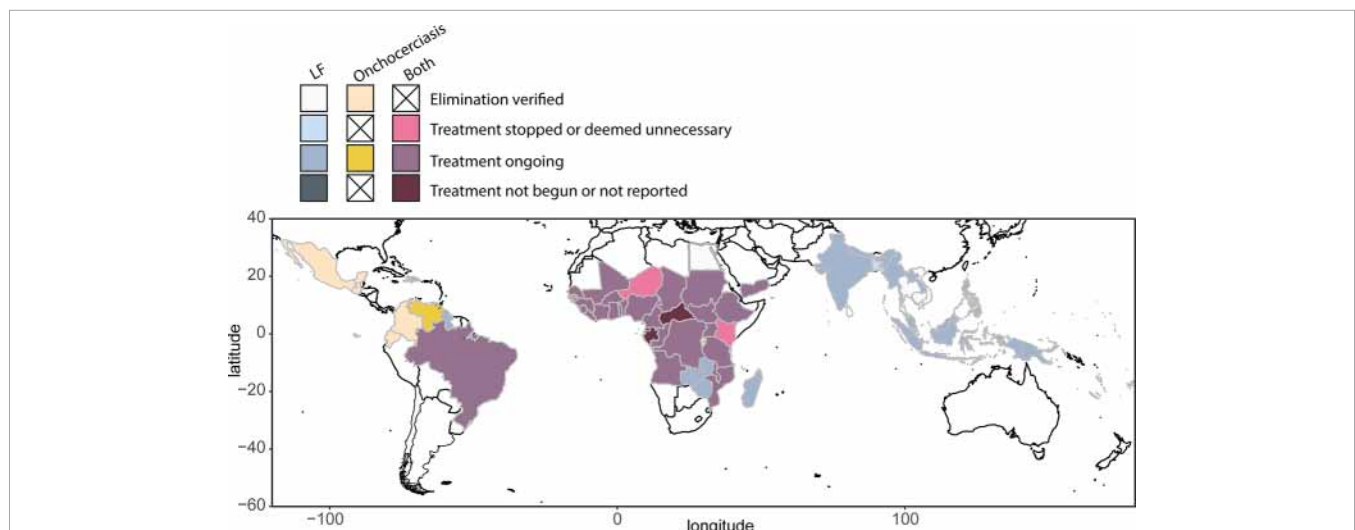 LF Onchocerciasis Both
Elimination verified
Treatment stopped or deemed unnecessary
Treatment ongoing
Treatment not begun or not reported
40
20
0
−20
−40
−60
latitude
−100 0 100
longitude